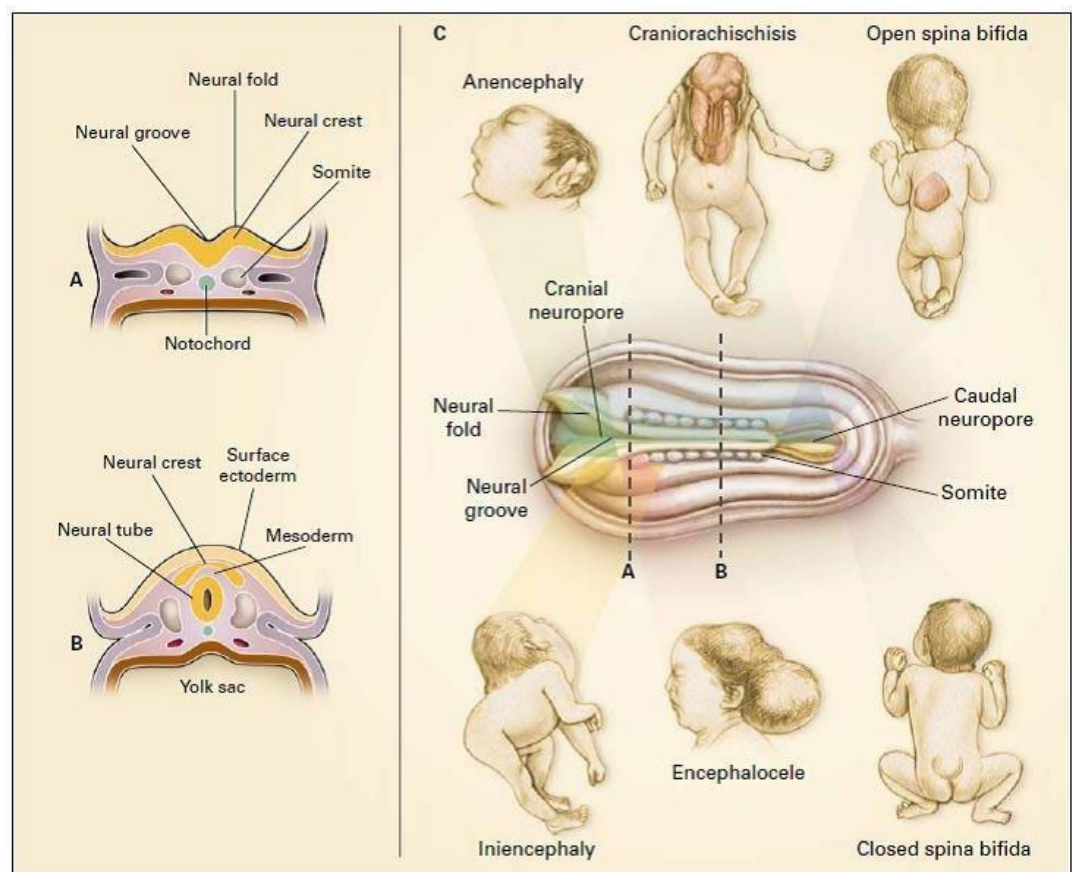 Neural fold
Neural groove
Neural crest
Somite
A
Notochord
Neural crest
Surface
ectoderm
Neural tube
Mesoderm
B
Yolk sac
C
Craniorachischisis
Open spina bifida
Anencephaly
Cranial
neuropore
Neural
fold
Caudal
neuropore
Neural
groove
Somite
A
B
Encephalocele
Iniencephaly
Closed spina bifida